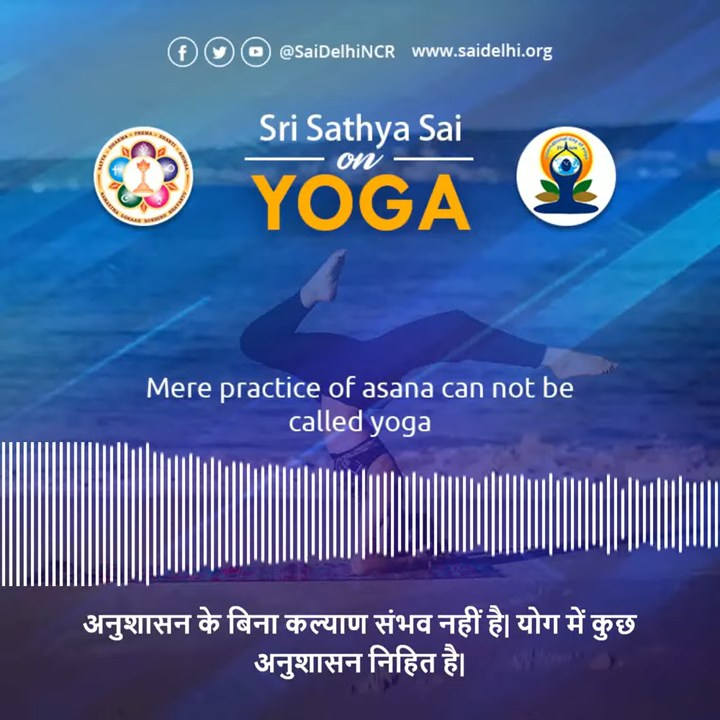 @SaiDelhiNCR www.saidelhi.org
Sri Sathya Sai
on
YOGA
Mere practice of asana can not be
called yoga
अनुशासन के बिना कल्याण संभव नहीं है| योग में कुछ
अनुशासन निहित है|